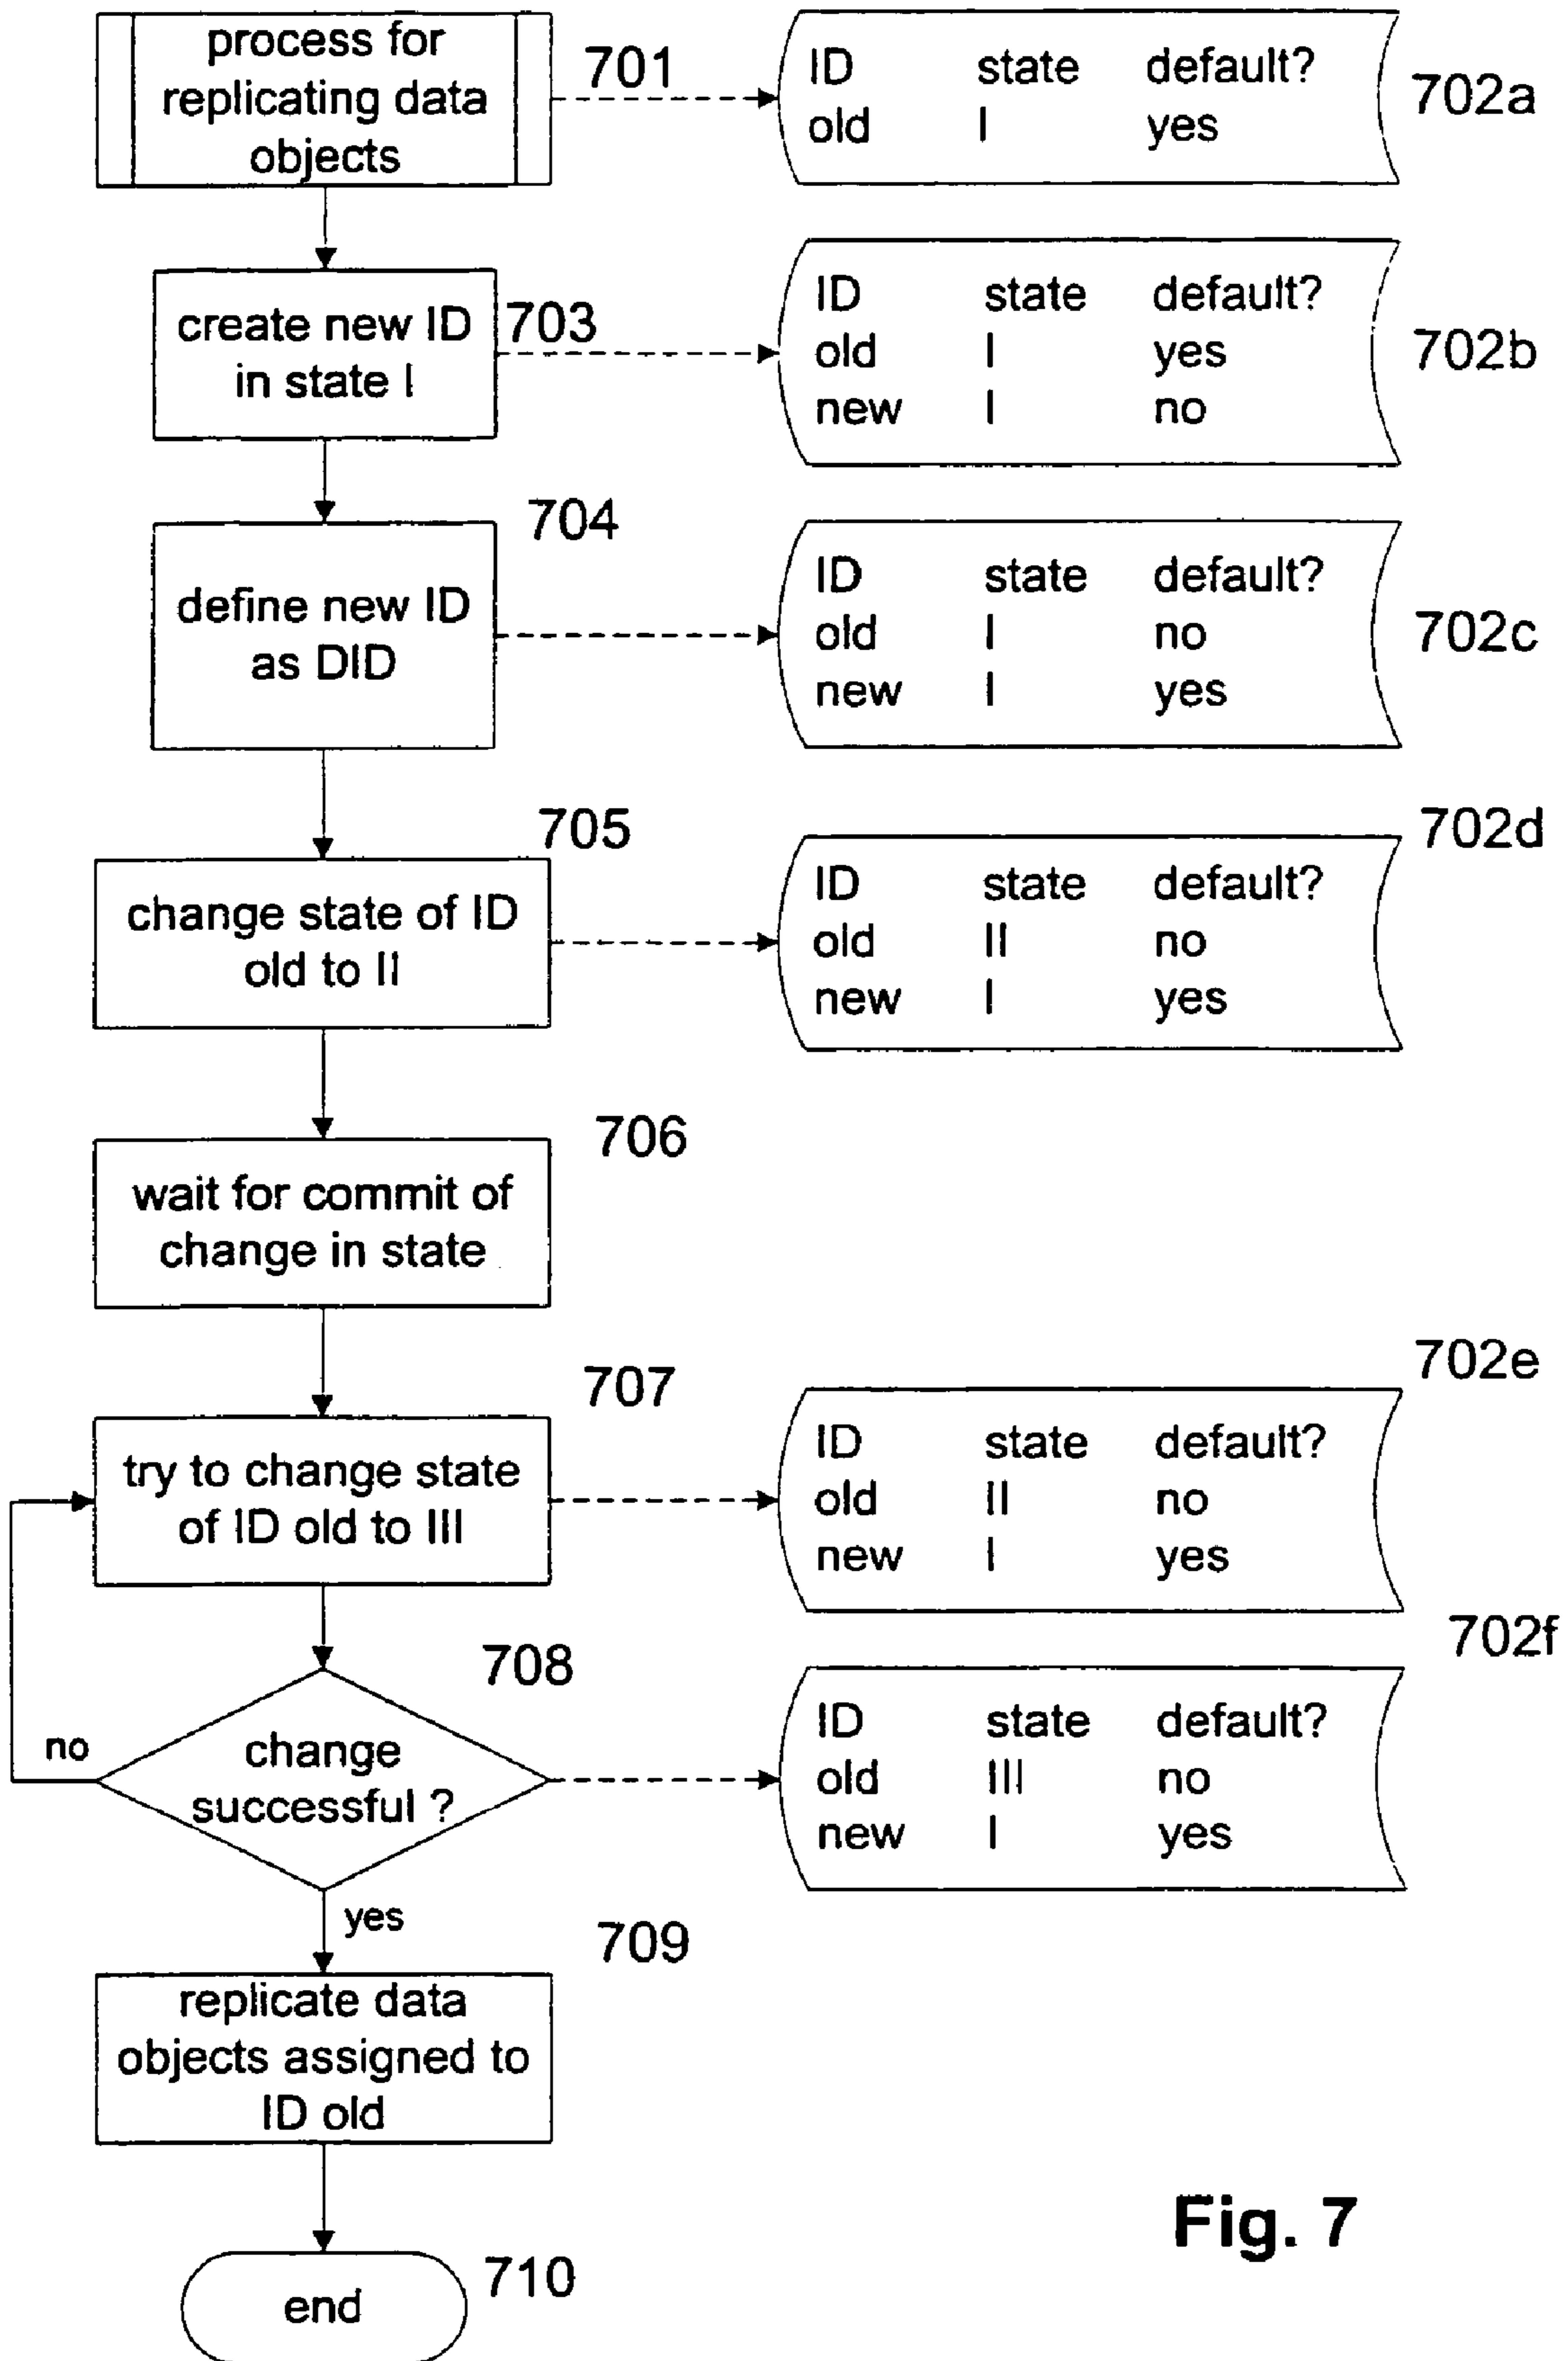 process for
replicating data
objects
701
ID state default?
old I yes
702a
create new ID
in state I
703
ID state default?
old I yes
new I no
702b
704
define new ID
as DID
ID state default?
old I no
new I yes
702c
705
change state of ID
old to II
702d
ID state default?
old II no
new I yes
706
wait for commit of
change in state
707
try to change state
of ID old to III
702e
ID state default?
old II no
new I yes
708
change
successful ?
no
yes
702f
ID state default?
old III no
new I yes
709
replicate data
objects assigned to
ID old
710
end
Fig. 7